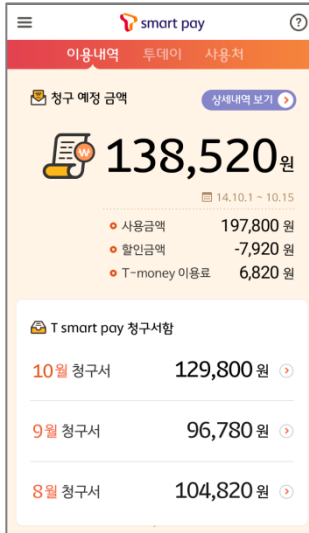 T smart pay ?
이용내역 투데이 사용처
청구 예정 금액 상세내역 보기
138,520원
14.10.1 ~ 10.15
사용금액 197,800 원
할인금액 -7,920 원
T-money 이용료 6,820 원
T smart pay 청구서함
10월 청구서 129,800 원
9월 청구서 96,780 원
8월 청구서 104,820 원